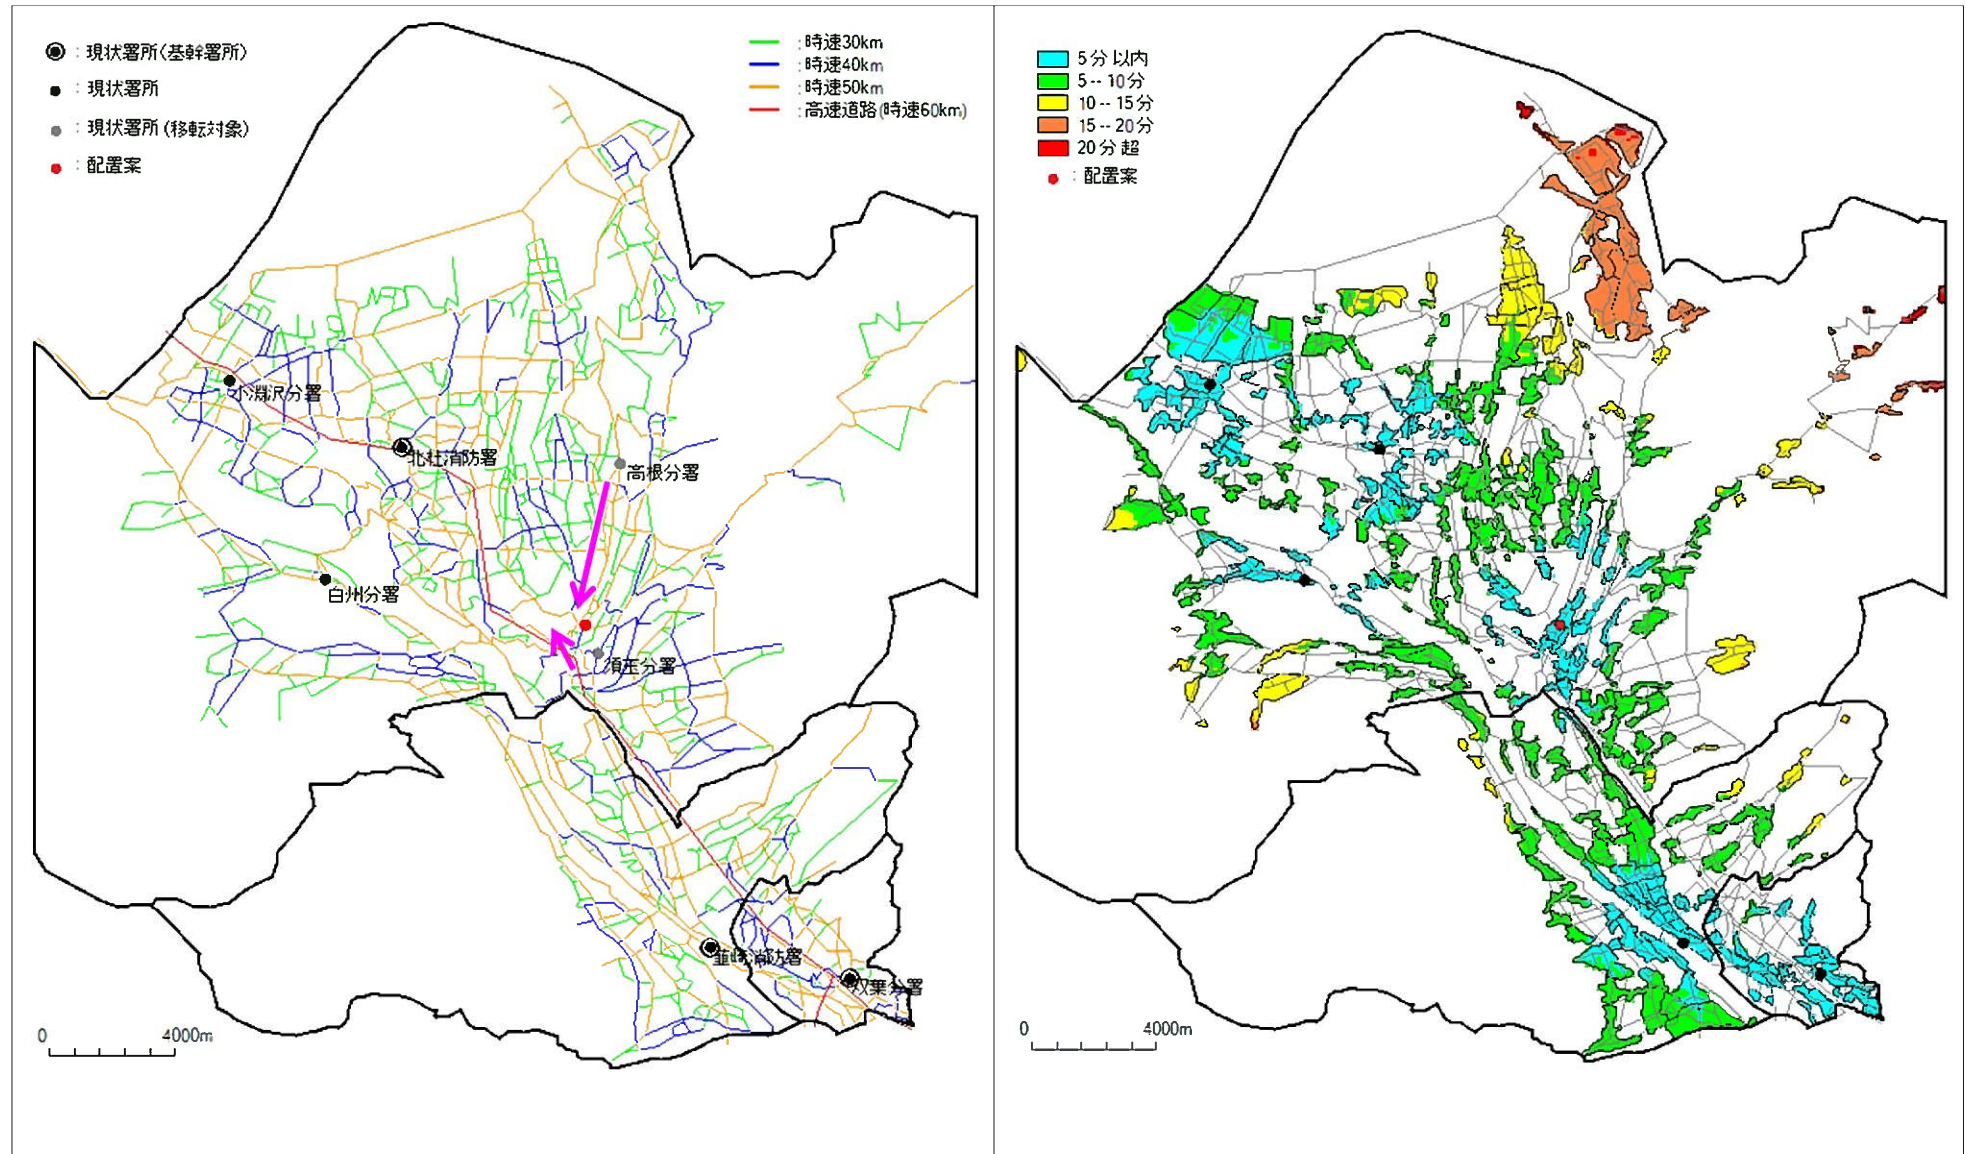 ：現状署所（基幹署所）
：現状署所
：現状署所（移転対象）
：配置案
：時速30km
：時速40km
：時速50km
：高速道路（時速60km）
小淵沢分署
北杜消防署
高根分署
白州分署
須玉分署
韮崎消防署
双葉分署
0 4000m
5分以内
5--10分
10--15分
15--20分
20分超
：配置案
0 4000m